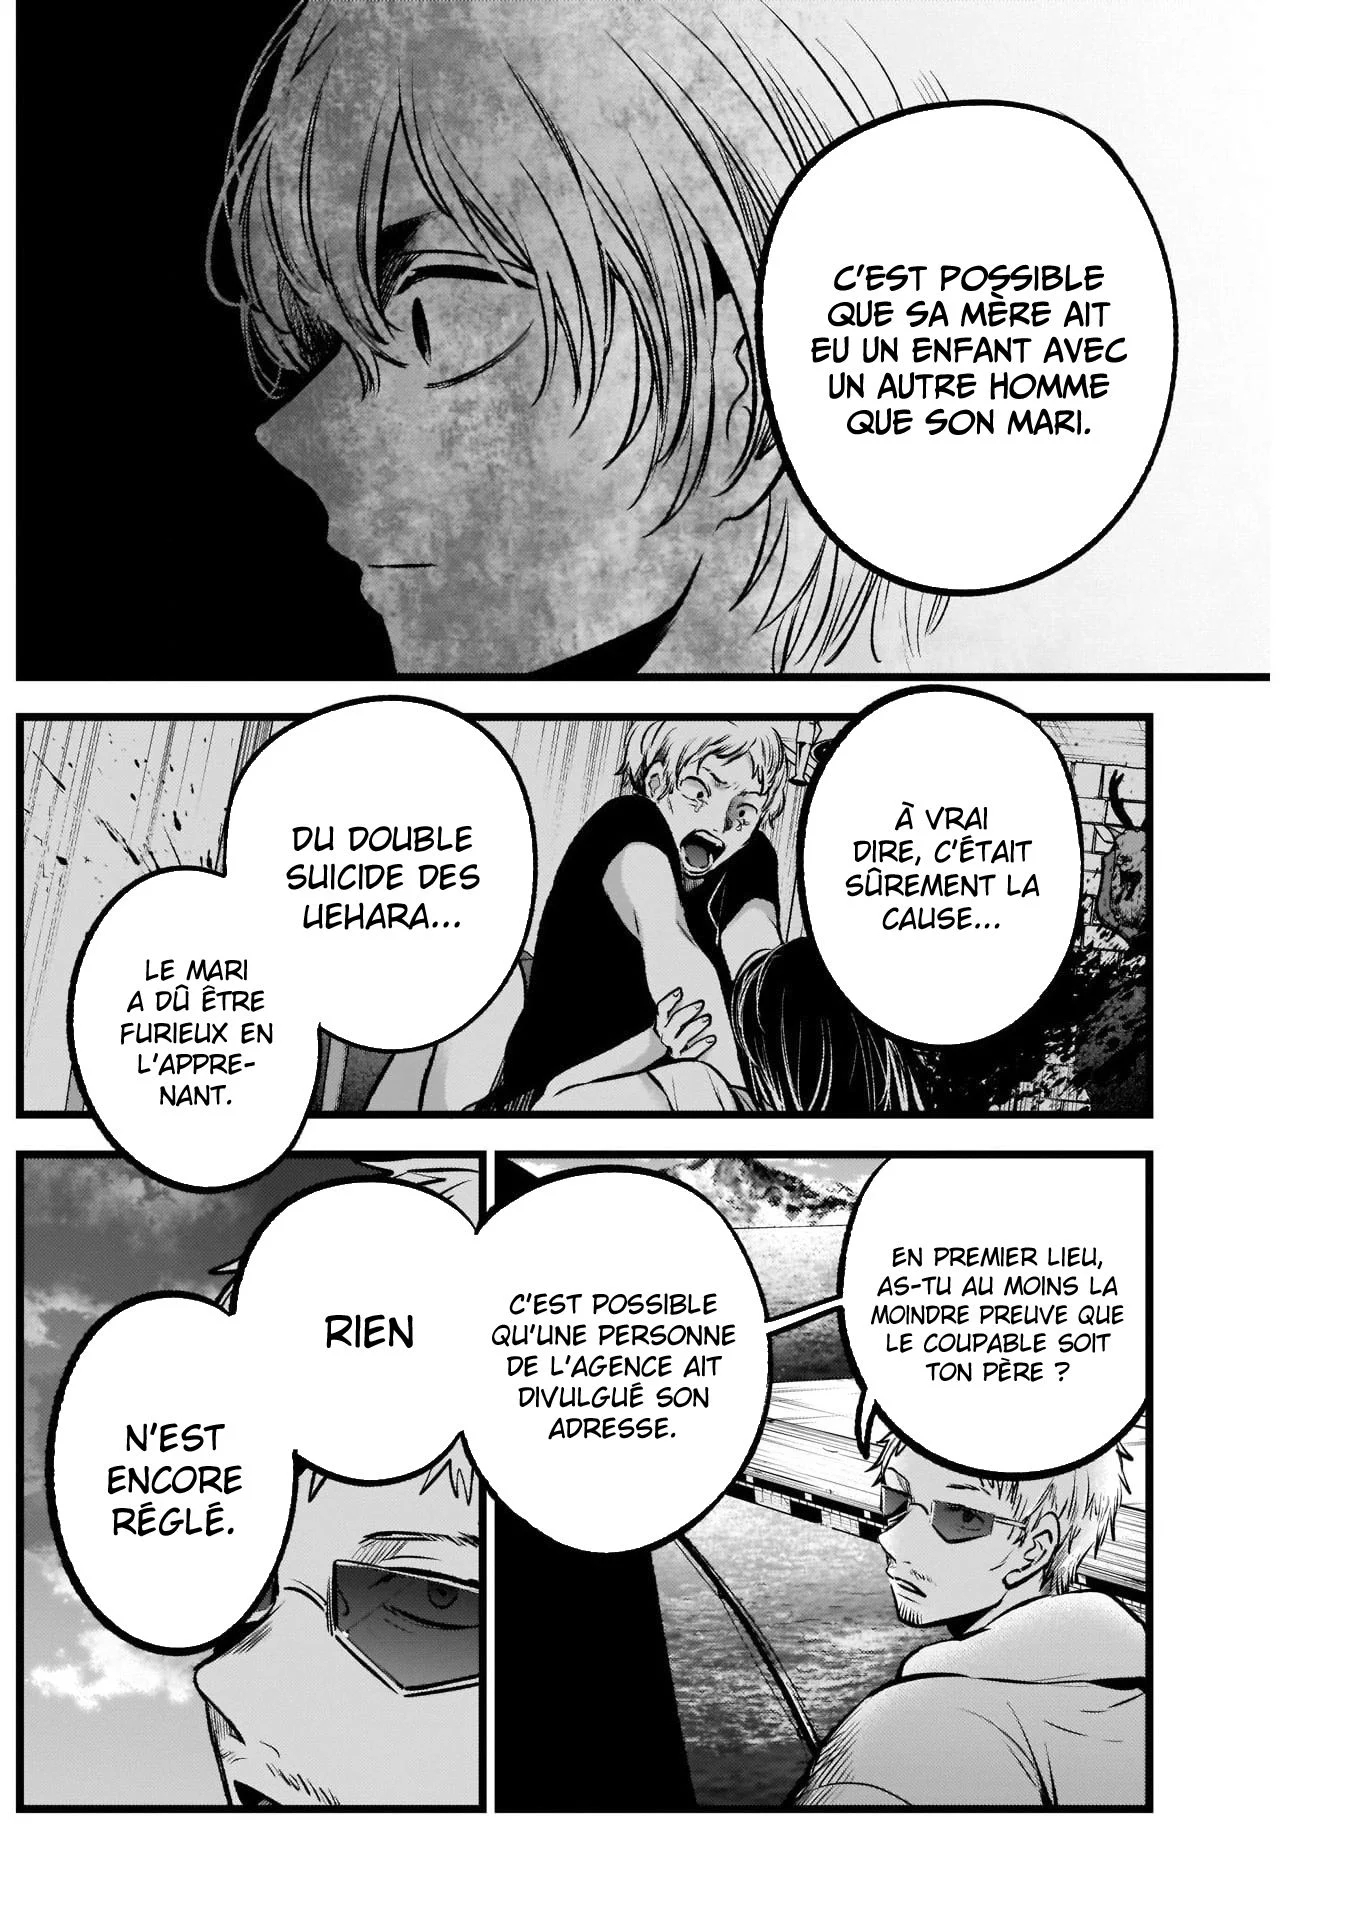 C'EST POSSIBLE
QUE SA MÈRE AIT
EU UN ENFANT AVEC
UN AUTRE HOMME
QUE SON MARI.
À VRAI
DIRE, C'ÉTAIT
SÛREMENT LA
CAUSE...
DU DOUBLE
SUICIDE DES
UEHARA...
LE MARI
A DÛ ÊTRE
FURIEUX EN
L'APPRE-
NANT.
EN PREMIER LIEU,
AS-TU AU MOINS LA
MOINDRE PREUVE QUE
LE COUPABLE SOIT
TON PÈRE ?
C'EST POSSIBLE
QU'UNE PERSONNE
DE L'AGENCE AIT
DIVULGUÉ SON
ADRESSE.
RIEN
N'EST
ENCORE
RÉGLÉ.